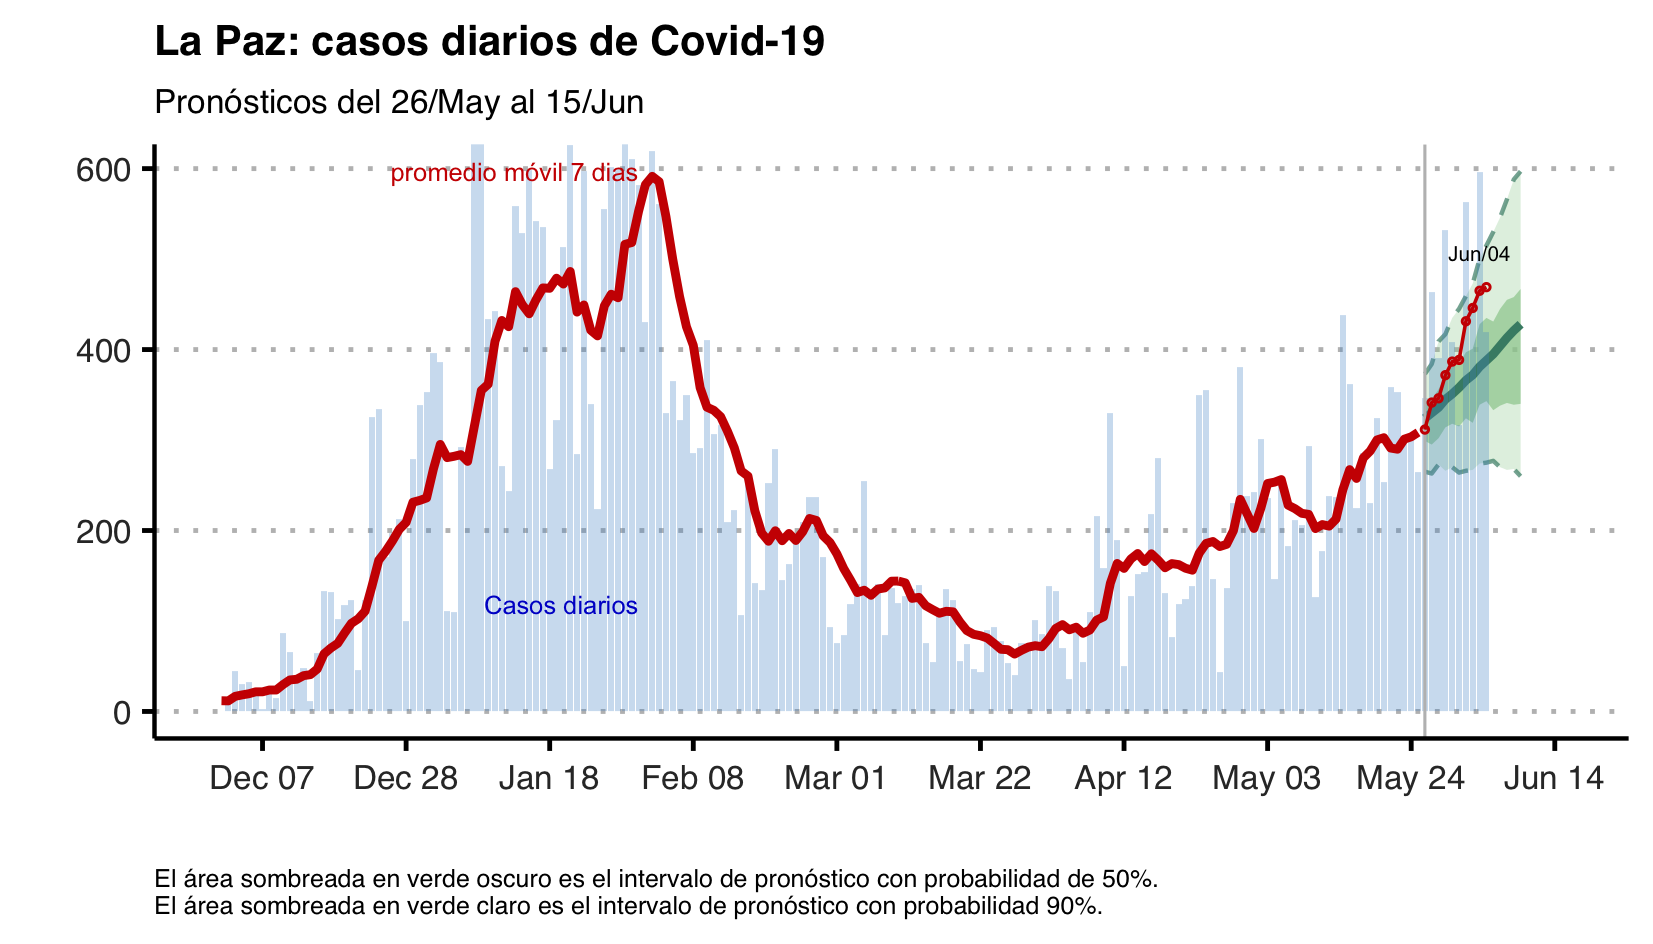 La Paz: casos diarios de Covid-19
Pronósticos del 26/May al 15/Jun
600
promedio móvil 7 dias
Jun/04
400
200
Casos diarios
0
Dec 07 Dec 28 Jan 18 Feb 08 Mar 01 Mar 22 Apr 12 May 03 May 24 Jun 14
El área sombreada en verde oscuro es el intervalo de pronóstico con probabilidad de 50%.
El área sombreada en verde claro es el intervalo de pronóstico con probabilidad 90%.